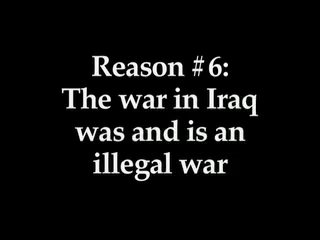 Reason #6:
The war in Iraq
was and is an
illegal war